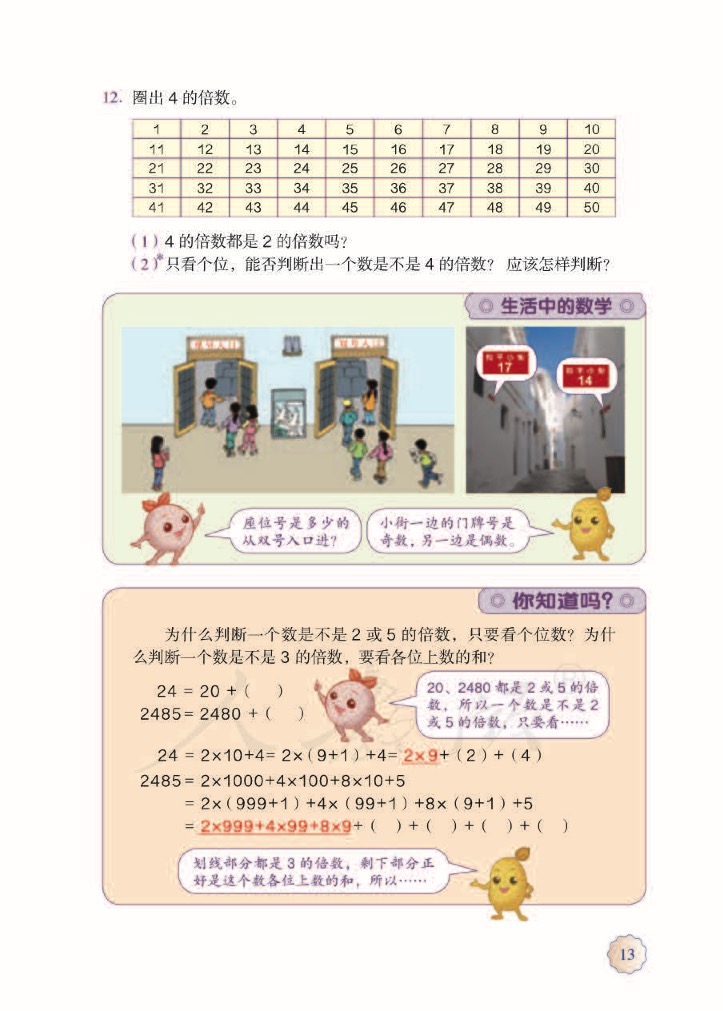 12. 圈出 4 的倍数。
1 2 3 4 5 6 7 8 9 10
11 12 13 14 15 16 17 18 19 20
21 22 23 24 25 26 27 28 29 30
31 32 33 34 35 36 37 38 39 40
41 42 43 44 45 46 47 48 49 50
(1) 4 的倍数都是 2 的倍数吗?
(2)* 只看个位,能否判断出一个数是不是 4 的倍数? 应该怎样判断?
生活中的数学
单号入口
双号入口
和平小街
17
和平小街
14
座位号是多少的
从双号入口进?
小街一边的门牌号是
奇数,另一边是偶数。
你知道吗?
为什么判断一个数是不是 2 或 5 的倍数,只要看个位数? 为什
么判断一个数是不是 3 的倍数,要看各位上数的和?
24 = 20 + ( )
2485 = 2480 + ( )
20、2480 都是 2 或 5 的倍
数,所以一个数是不是 2
或 5 的倍数,只要看……
24 = 2×10+4= 2×(9+1)+4= 2×9+(2)+(4)
2485 = 2×1000+4×100+8×10+5
= 2×(999+1)+4×(99+1)+8×(9+1)+5
= 2×999+4×99+8×9+( )+( )+( )+( )
划线部分都是 3 的倍数,剩下部分正
好是这个数各位上数的和,所以……
13